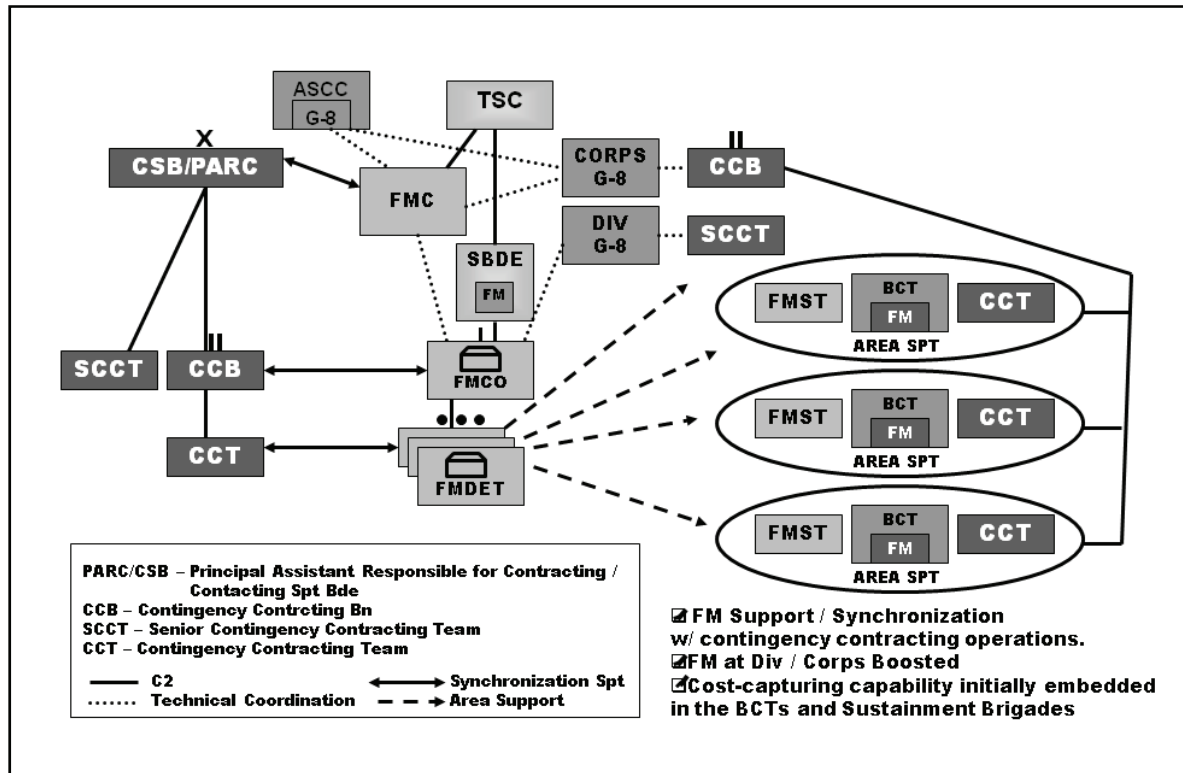 ASCC
G-8
TSC
X
CSB/PARC
FMC
CORPS
G-8
II
CCB
DIV
G-8
SCCT
SBDE
FM
I
FMCO
SCCT
II
CCB
CCT
FMDET
FMST
BCT
FM
CCT
AREA SPT
FMST
BCT
FM
CCT
AREA SPT
FMST
BCT
FM
CCT
AREA SPT
PARC/CSB – Principal Assistant Responsible for Contracting /
Contacting Spt Bde
CCB – Contingency Contrcting Bn
SCCT – Senior Contingency Contracting Team
CCT – Contingency Contracting Team
C2
Synchronization Spt
Technical Coordination
Area Support
FM Support / Synchronization
w/ contingency contracting operations.
FM at Div / Corps Boosted
Cost-capturing capability initially embedded
in the BCTs and Sustainment Brigades